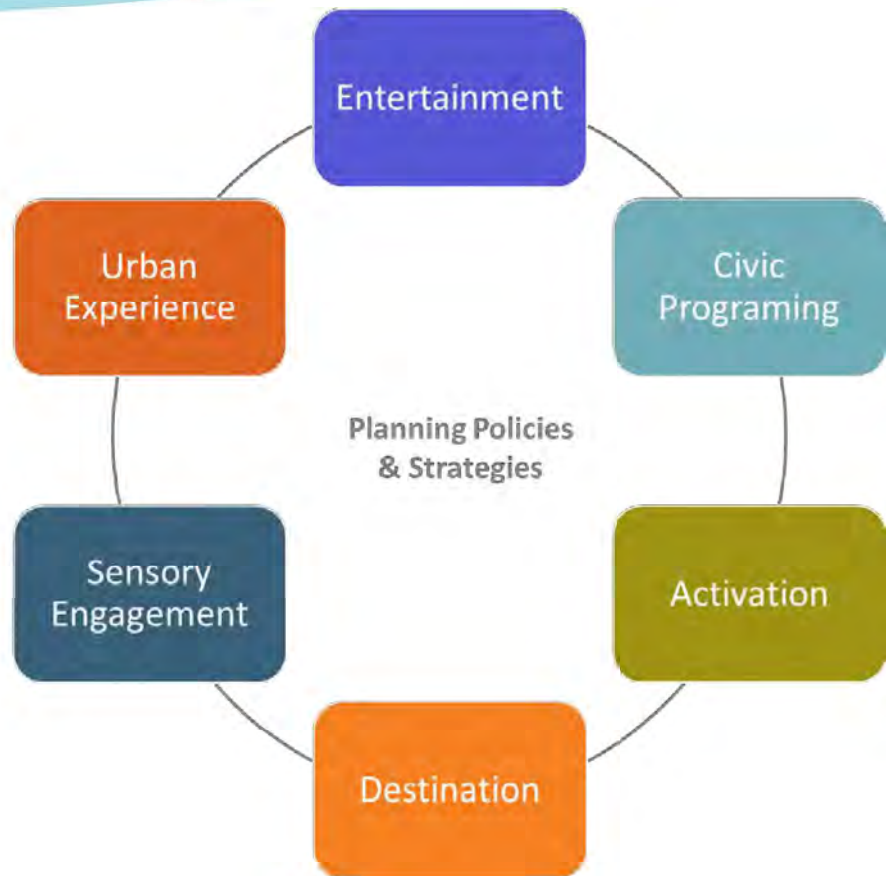 Entertainment
Urban
Experience
Civic
Programing
Planning Policies
& Strategies
Sensory
Engagement
Activation
Destination